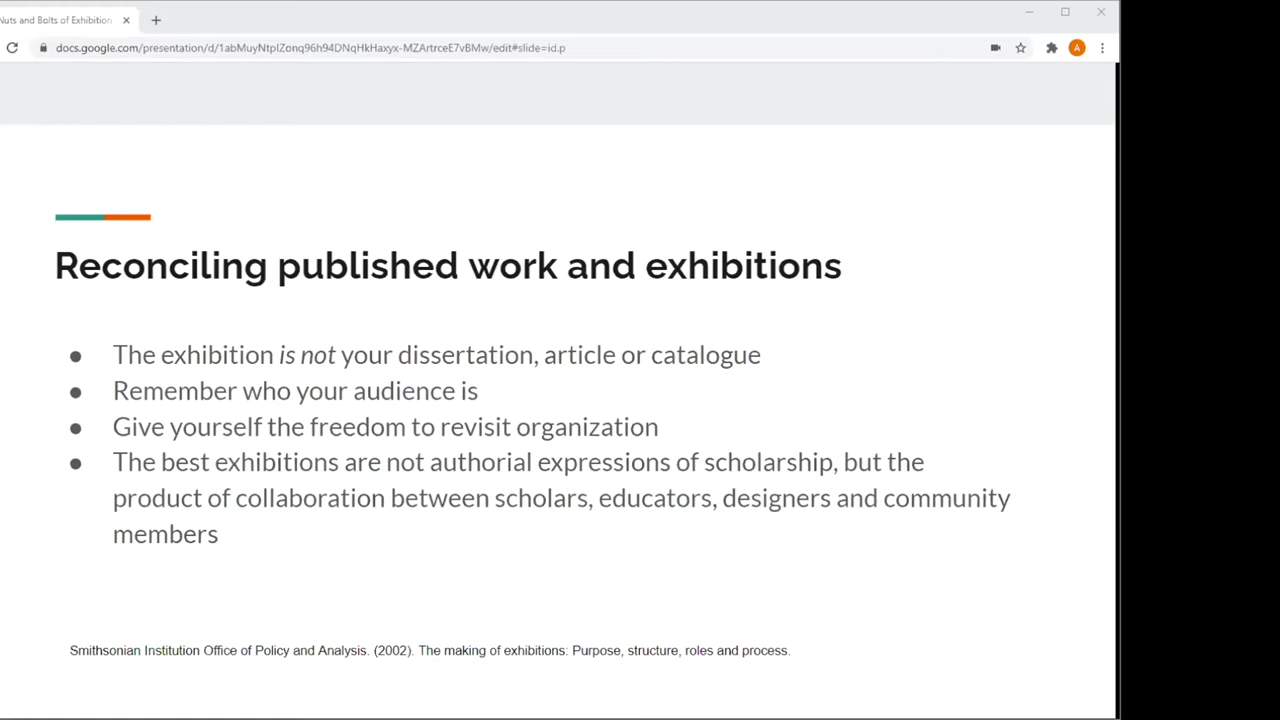 Nuts and Bolts of Exhibition
docs.google.com/presentation/d/1abMuyNtpIZonq96h94DNqHkHaxyx-MZArtrceE7vBMw/edit#slide=id.p
A
Reconciling published work and exhibitions
● The exhibition is not your dissertation, article or catalogue
● Remember who your audience is
● Give yourself the freedom to revisit organization
● The best exhibitions are not authorial expressions of scholarship, but the
product of collaboration between scholars, educators, designers and community
members
Smithsonian Institution Office of Policy and Analysis. (2002). The making of exhibitions: Purpose, structure, roles and process.